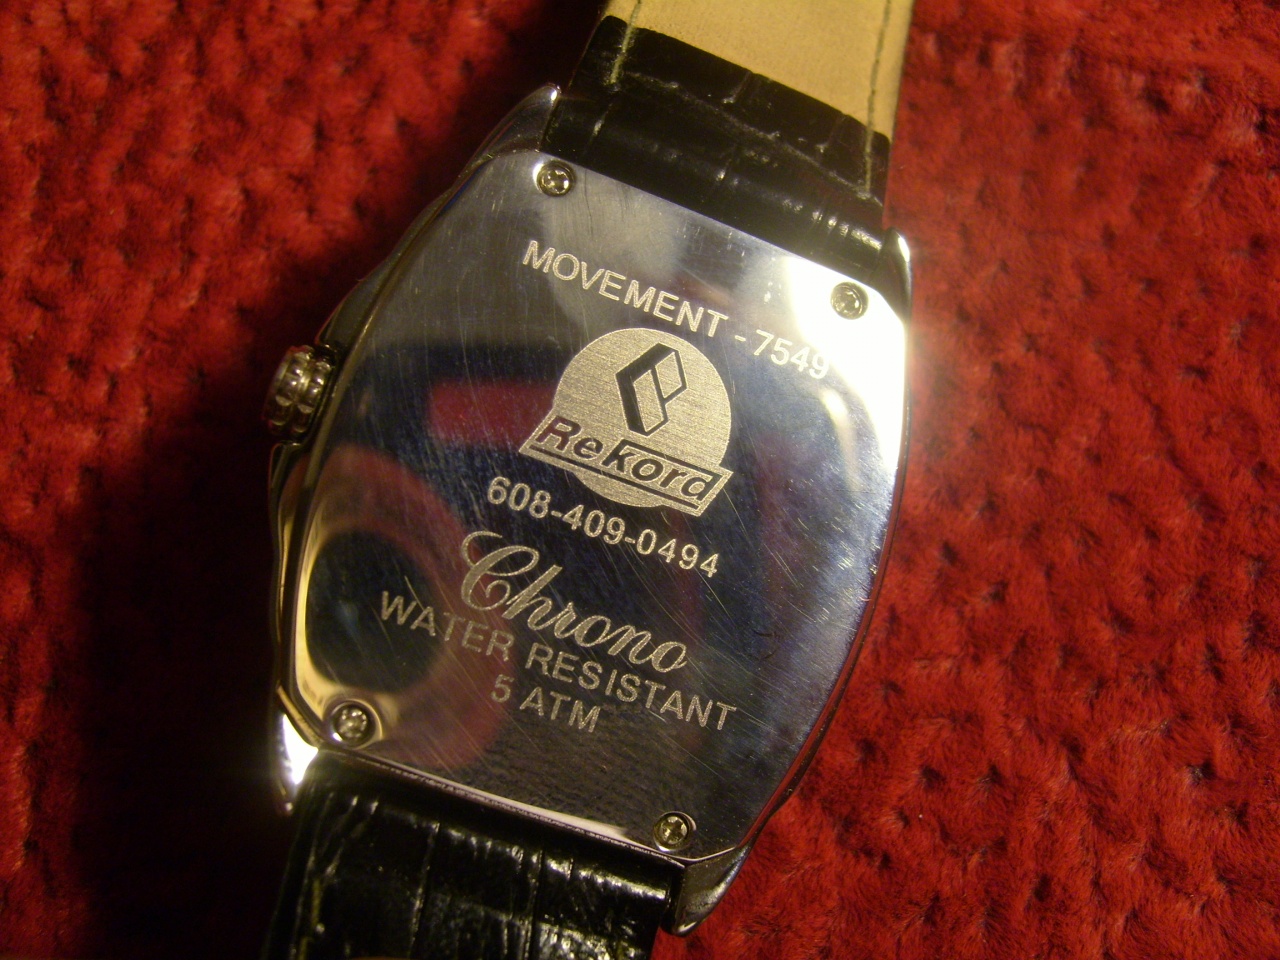 MOVEMENT - 7549
ReKord
608-409-0494
Chrono
WATER RESISTANT
5 ATM